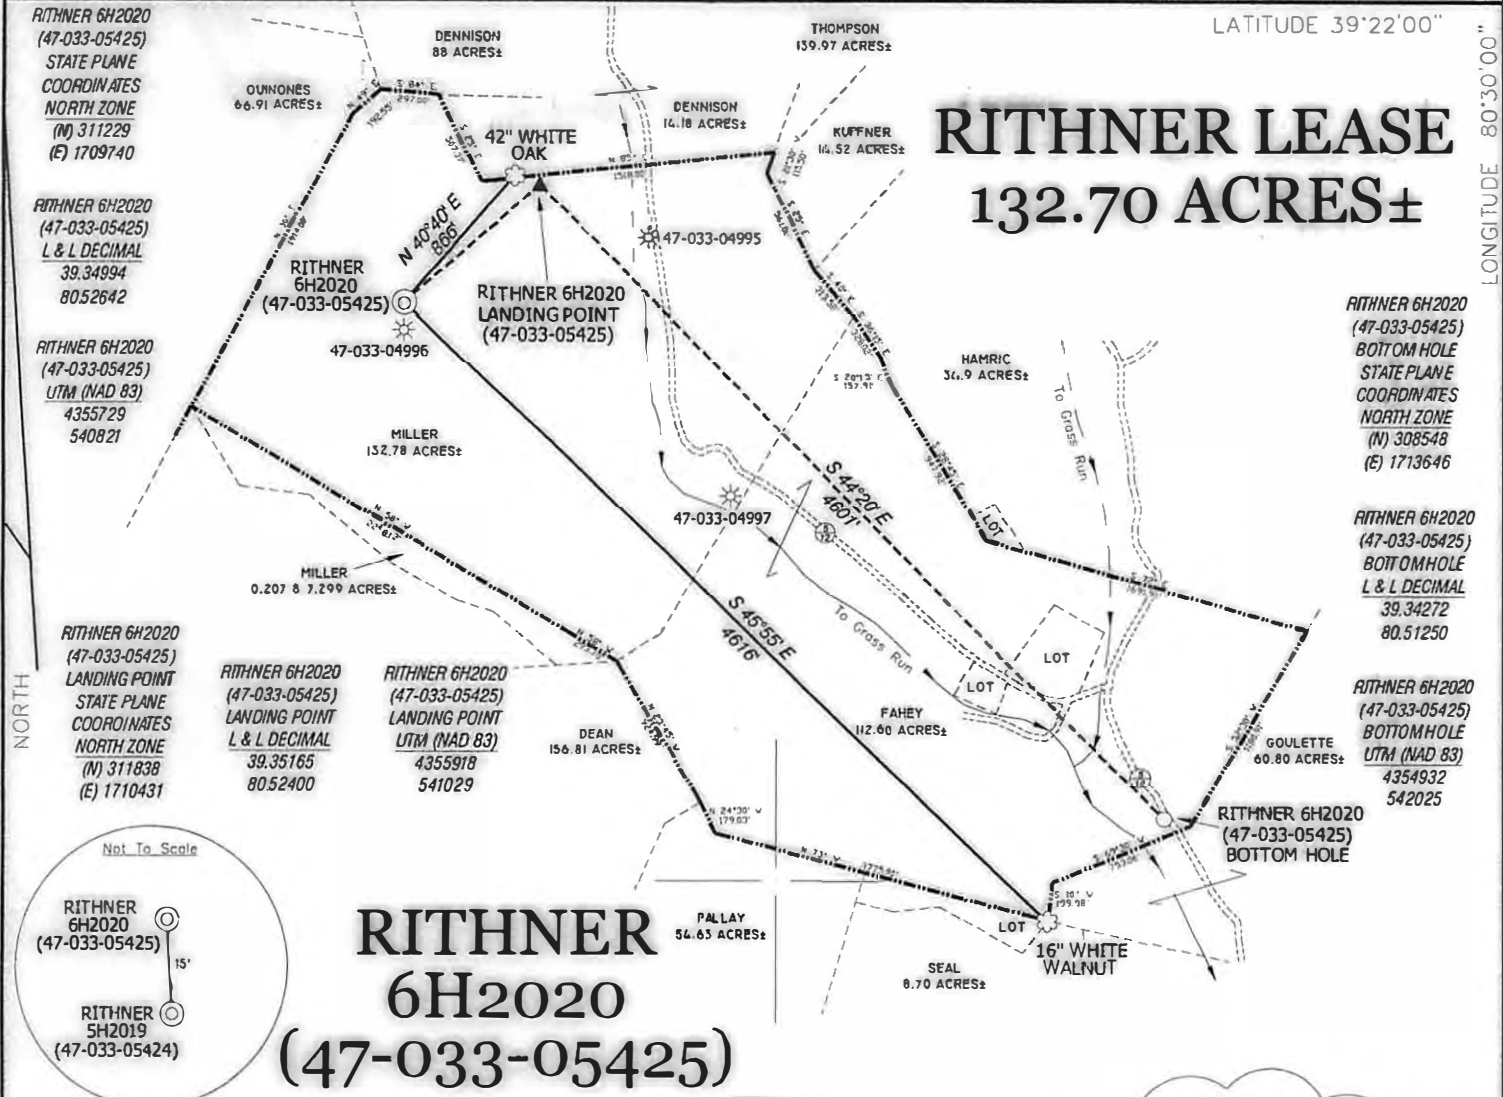 RITHNER 6H2020
(47-033-05425)
STATE PLANE
COORDINATES
NORTH ZONE
(N) 311229
(E) 1709740
RITHNER 6H2020
(47-033-05425)
L & L DECIMAL
39.34994
80.52642
RITHNER 6H2020
(47-033-05425)
UTM (NAD 83)
4355729
540821
DENNISON
88 ACRES±
QUINONES
66.91 ACRES±
THOMPSON
139.97 ACRES±
DENNISON
14.18 ACRES±
KUFFNER
14.52 ACRES±
LATITUDE 39°22'00"
LONGITUDE 80°30'00"
RITHNER LEASE
132.70 ACRES±
S 84° E
297.00'
42" WHITE
OAK
N 40°40' E
866'
RITHNER
6H2020
(47-033-05425)
47-033-04996
RITHNER 6H2020
LANDING POINT
(47-033-05425)
47-033-04995
HAMRIC
34.9 ACRES±
To Grass Run
MILLER
132.78 ACRES±
47-033-04997
S 44°20' E
4601'
LOT
MILLER
0.207 & 7.299 ACRES±
N 58° W
S 45°55' E
4616'
To Grass Run
LOT
LOT
FAHEY
112.60 ACRES±
GOULETTE
60.80 ACRES±
DEAN
156.81 ACRES±
N 24°30' W
179.03'
N 73° W
RITHNER 6H2020
(47-033-05425)
BOTTOM HOLE
S 18° W
199.98'
LOT
16" WHITE
WALNUT
PALLAY
54.63 ACRES±
SEAL
8.70 ACRES±
RITHNER 6H2020
(47-033-05425)
BOTTOM HOLE
STATE PLANE
COORDINATES
NORTH ZONE
(N) 308548
(E) 1713646
RITHNER 6H2020
(47-033-05425)
BOTTOMHOLE
L & L DECIMAL
39.34272
80.51250
RITHNER 6H2020
(47-033-05425)
BOTTOMHOLE
UTM (NAD 83)
4354932
542025
NORTH
RITHNER 6H2020
(47-033-05425)
LANDING POINT
STATE PLANE
COORDINATES
NORTH ZONE
(N) 311838
(E) 1710431
RITHNER 6H2020
(47-033-05425)
LANDING POINT
L & L DECIMAL
39.35165
80.52400
RITHNER 6H2020
(47-033-05425)
LANDING POINT
UTM (NAD 83)
4355918
541029
Not To Scale
RITHNER
6H2020
(47-033-05425)
15'
RITHNER
5H2019
(47-033-05424)
RITHNER
6H2020
(47-033-05425)